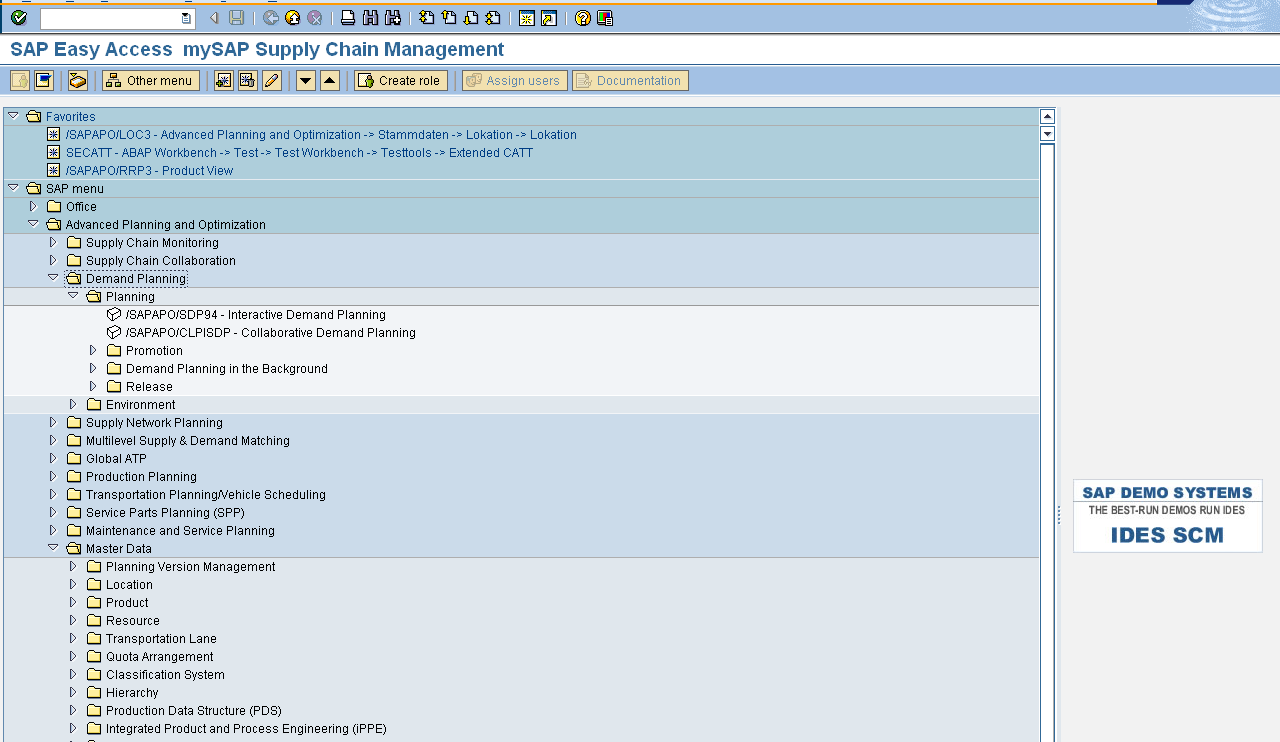 SAP Easy Access mySAP Supply Chain Management
Other menu
Create role
Assign users
Documentation
Favorites
/SAPAPO/LOC3 - Advanced Planning and Optimization -> Stammdaten -> Lokation -> Lokation
SECATT - ABAP Workbench -> Test -> Test Workbench -> Testtools -> Extended CATT
/SAPAPO/RRP3 - Product View
SAP menu
Office
Advanced Planning and Optimization
Supply Chain Monitoring
Supply Chain Collaboration
Demand Planning
Planning
/SAPAPO/SDP94 - Interactive Demand Planning
/SAPAPO/CLPISDP - Collaborative Demand Planning
Promotion
Demand Planning in the Background
Release
Environment
Supply Network Planning
Multilevel Supply & Demand Matching
Global ATP
Production Planning
Transportation Planning/Vehicle Scheduling
Service Parts Planning (SPP)
Maintenance and Service Planning
Master Data
Planning Version Management
Location
Product
Resource
Transportation Lane
Quota Arrangement
Classification System
Hierarchy
Production Data Structure (PDS)
Integrated Product and Process Engineering (iPPE)
SAP DEMO SYSTEMS
THE BEST-RUN DEMOS RUN IDES
IDES SCM